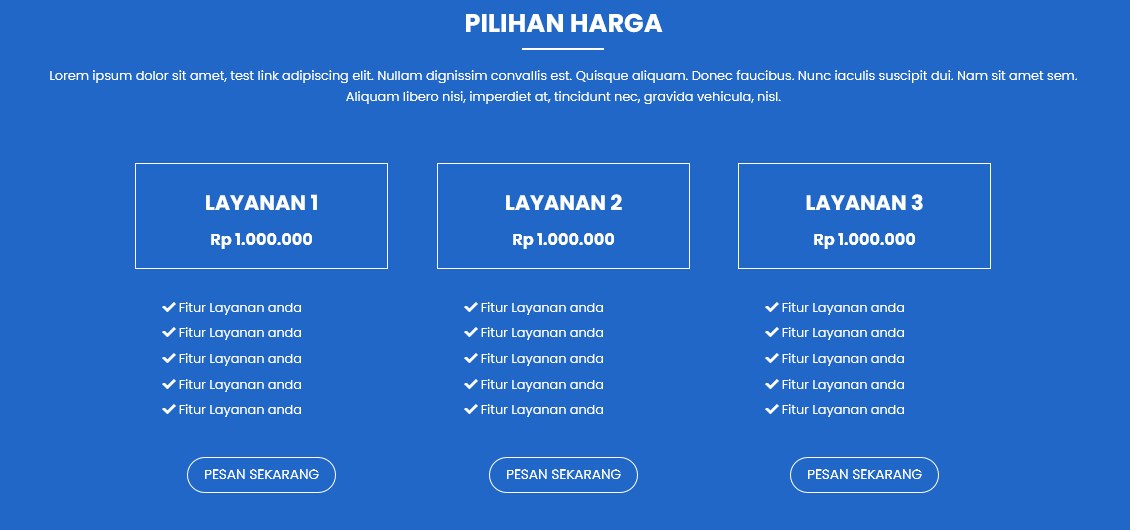 PILIHAN HARGA
Lorem ipsum dolor sit amet, test link adipiscing elit. Nullam dignissim convallis est. Quisque aliquam. Donec faucibus. Nunc iaculis suscipit dui. Nam sit amet sem.
Aliquam libero nisi, imperdiet at, tincidunt nec, gravida vehicula, nisl.
LAYANAN 1
Rp 1.000.000
Fitur Layanan anda
Fitur Layanan anda
Fitur Layanan anda
Fitur Layanan anda
Fitur Layanan anda
PESAN SEKARANG
LAYANAN 2
Rp 1.000.000
Fitur Layanan anda
Fitur Layanan anda
Fitur Layanan anda
Fitur Layanan anda
Fitur Layanan anda
PESAN SEKARANG
LAYANAN 3
Rp 1.000.000
Fitur Layanan anda
Fitur Layanan anda
Fitur Layanan anda
Fitur Layanan anda
Fitur Layanan anda
PESAN SEKARANG